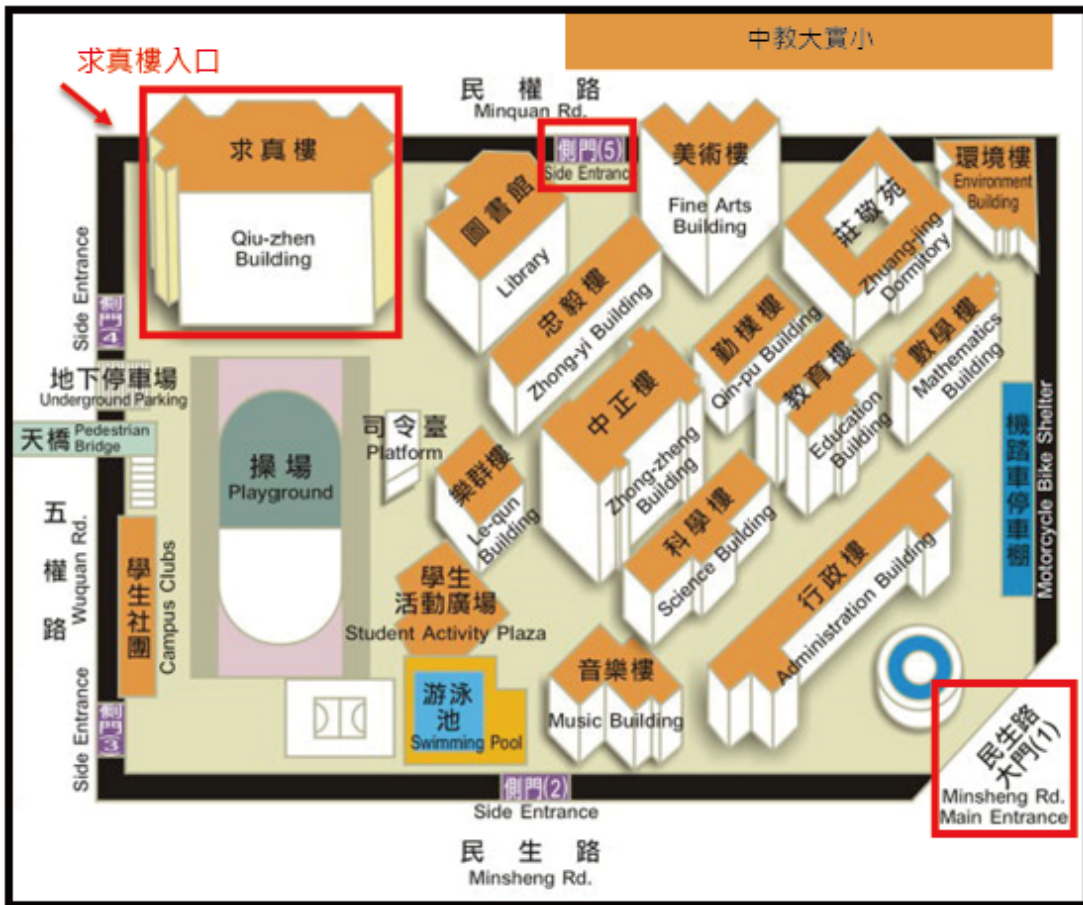 中教大實小
求真樓入口
民權路
Minquan Rd.
求真樓
Qiu-zhen
Building
側門(5)
Side Entranc
美術樓
Fine Arts
Building
環境樓
Environment
Building
圖書館
Library
莊敬苑
Zhuang-jing
Dormitory
忠毅樓
Zhong-yi Building
勤樸樓
Qin-pu Building
數學樓
Mathematics
Building
教育樓
Education
Building
中正樓
Zhong-zheng
Building
Side Entrance
側門(4)
地下停車場
Underground Parking
天橋
Pedestrian
Bridge
操場
Playground
司令臺
Platform
樂群樓
Le-qun
Building
科學樓
Science Building
行政樓
Administration Building
機踏車停車棚
Motorcycle Bike Shelter
五權路
Wuquan Rd.
學生社團
Campus Clubs
學生
活動廣場
Student Activity Plaza
游泳
池
Swimming Pool
音樂樓
Music Building
Side Entrance
側門(3)
側門(2)
Side Entrance
民生路
大門(1)
Minsheng Rd.
Main Entrance
民生路
Minsheng Rd.